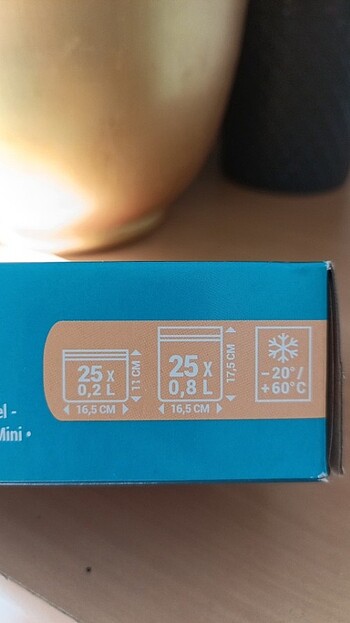 25 x
0,2 L
11 CM
16,5 CM
25 x
0,8 L
17,5 CM
16,5 CM
-20°/
+60°C
el -
Mini •